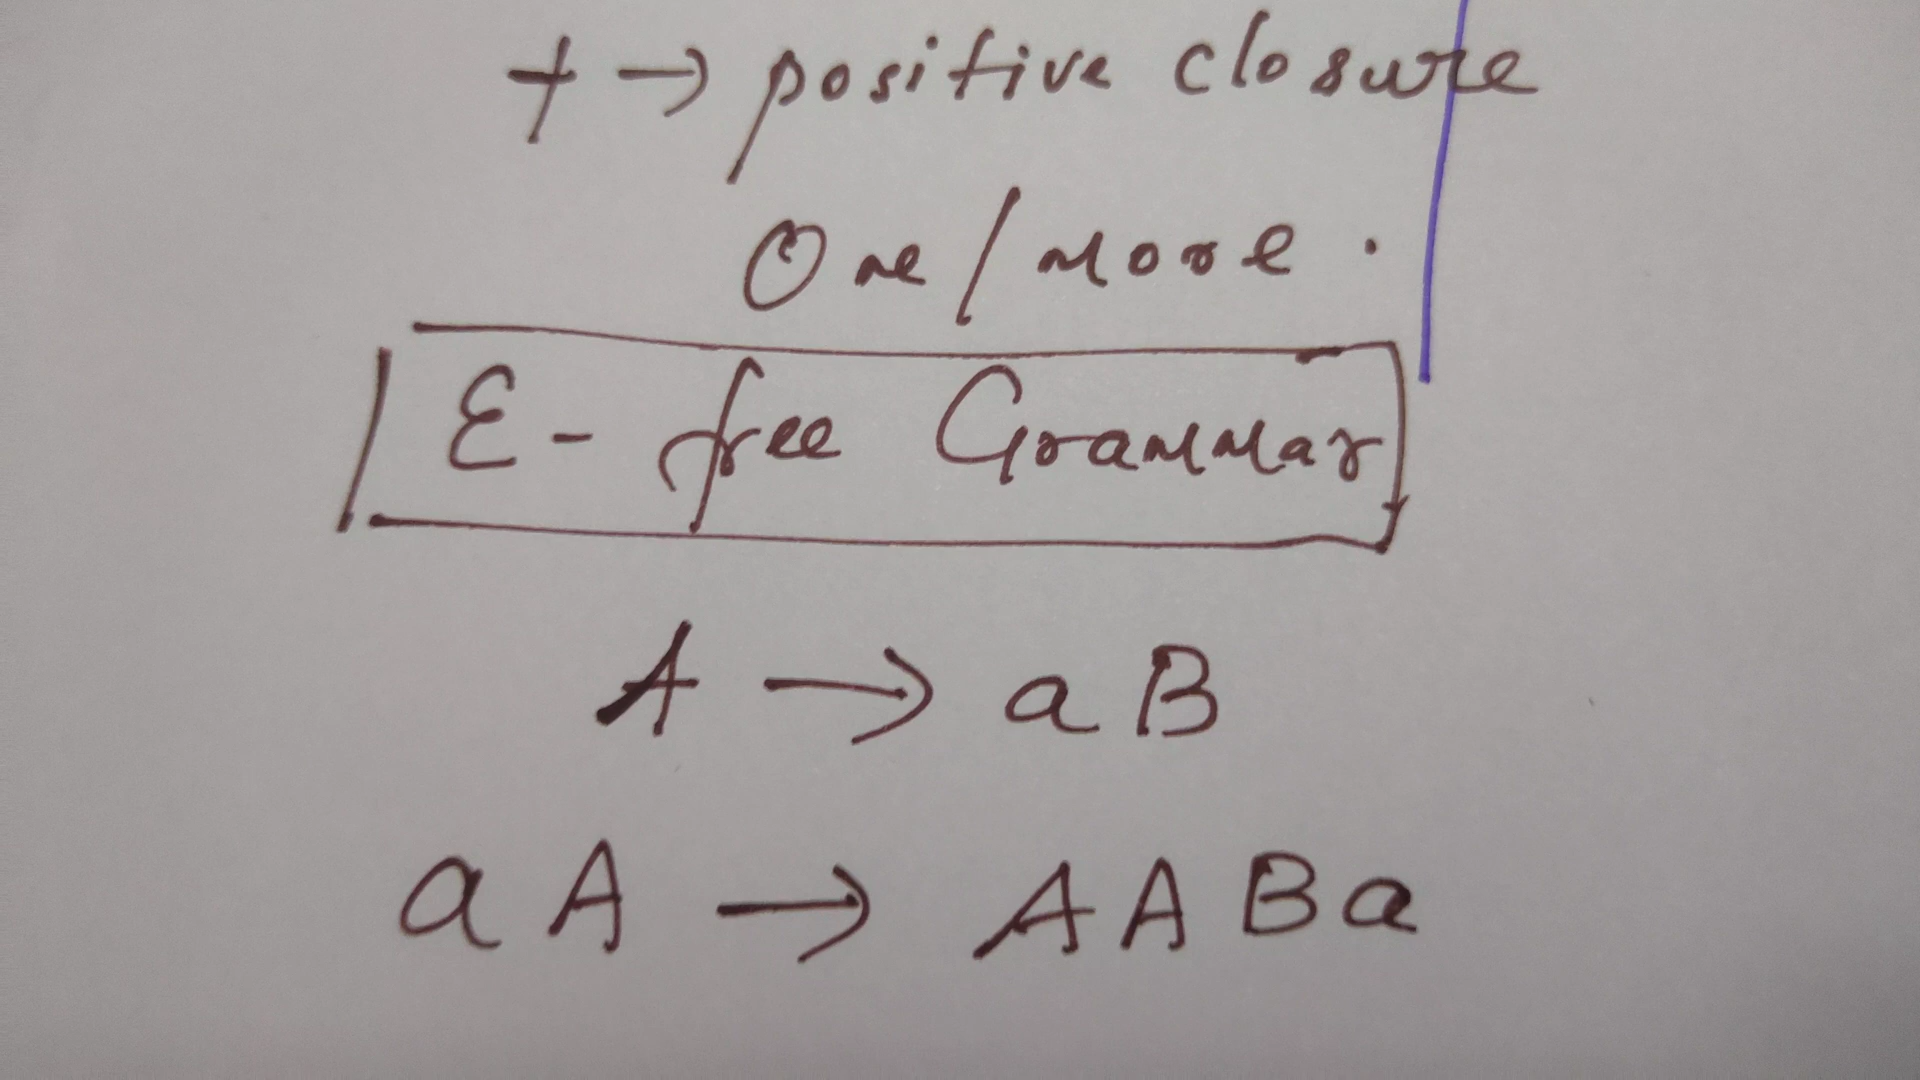 + → positive closure
One/more.
ε-free Grammar
A → aB
aA → AABa